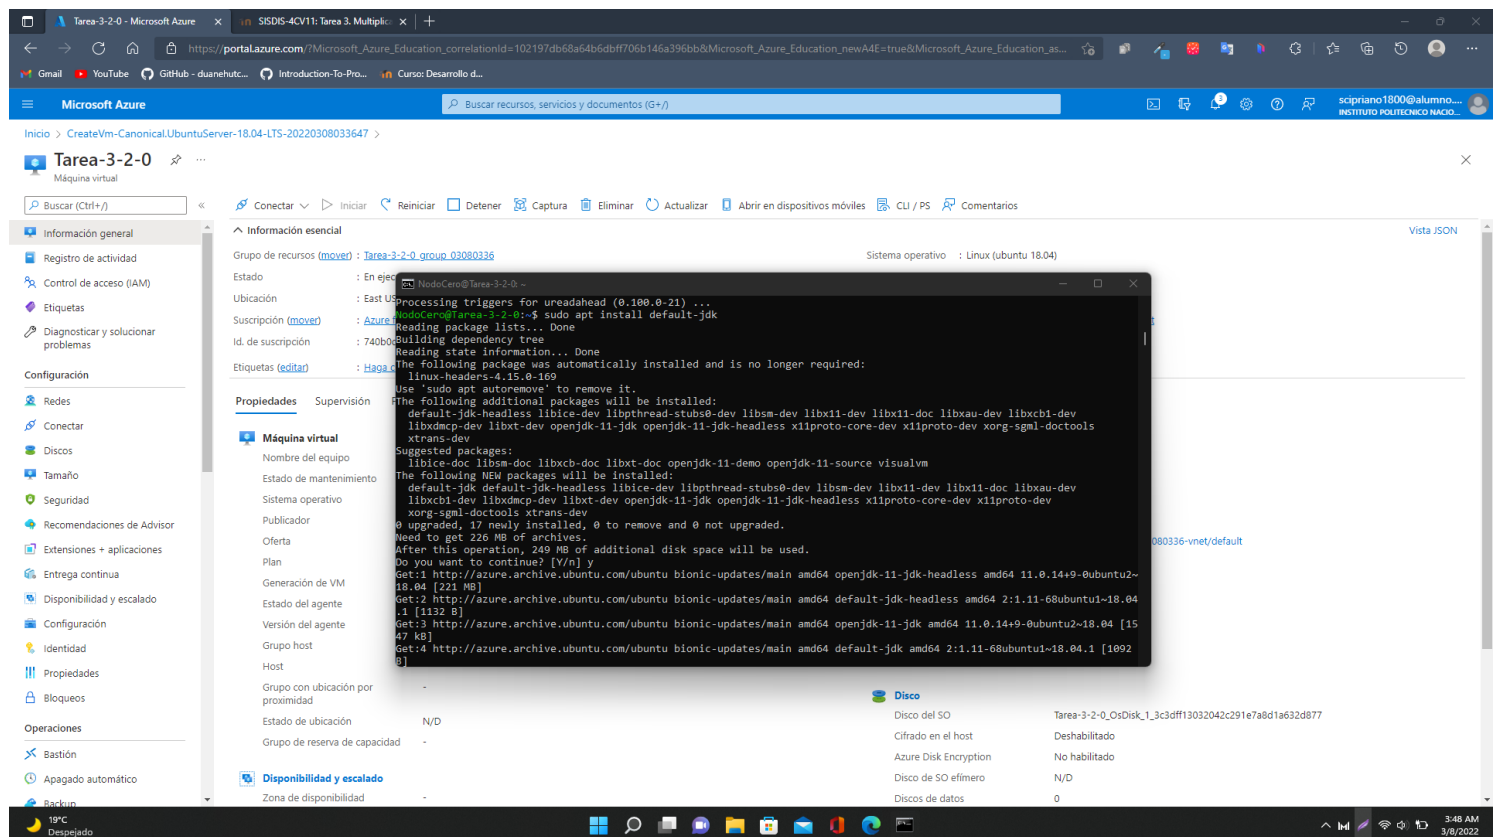 Tarea-3-2-0 - Microsoft Azure
SISDIS-4CV11: Tarea 3. Multiplic
https://portal.azure.com/?Microsoft_Azure_Education_correlationId=102197db68a64b6dbff706b146a396bb&Microsoft_Azure_Education_newA4E=true&Microsoft_Azure_Education_as...
Gmail YouTube GitHub - duanehutc... Introduction-To-Pro... Curso: Desarrollo d...
Microsoft Azure
Buscar recursos, servicios y documentos (G+/)
3
scipriano1800@alumno....
INSTITUTO POLITECNICO NACIO...
Inicio > CreateVm-Canonical.UbuntuServer-18.04-LTS-20220308033647 >
Tarea-3-2-0 ...
Máquina virtual
Buscar (Ctrl+/) «
Conectar Iniciar Reiniciar Detener Captura Eliminar Actualizar Abrir en dispositivos móviles CLI / PS Comentarios
Información general
Registro de actividad
Control de acceso (IAM)
Etiquetas
Diagnosticar y solucionar
problemas
Configuración
Redes
Conectar
Discos
Tamaño
Seguridad
Recomendaciones de Advisor
Extensiones + aplicaciones
Entrega continua
Disponibilidad y escalado
Configuración
Identidad
Propiedades
Bloqueos
Operaciones
Bastión
Apagado automático
Backup
Información esencial
Vista JSON
Grupo de recursos (mover) : Tarea-3-2-0_group_03080336
Sistema operativo : Linux (ubuntu 18.04)
Estado : En ejec
Ubicación : East US
Suscripción (mover) : Azure
Id. de suscripción : 740b0
Etiquetas (editar) : Haga c
Propiedades Supervisión
Máquina virtual
Nombre del equipo
Estado de mantenimiento
Sistema operativo
Publicador
Oferta
Plan
Generación de VM
Estado del agente
Versión del agente
Grupo host
Host
Grupo con ubicación por
proximidad -
Estado de ubicación N/D
Grupo de reserva de capacidad -
Disponibilidad y escalado
Zona de disponibilidad -
NodoCero@Tarea-3-2-0: ~
Processing triggers for ureadahead (0.100.0-21) ...
NodoCero@Tarea-3-2-0:~$ sudo apt install default-jdk
Reading package lists... Done
Building dependency tree
Reading state information... Done
The following package was automatically installed and is no longer required:
linux-headers-4.15.0-169
Use 'sudo apt autoremove' to remove it.
The following additional packages will be installed:
default-jdk-headless libice-dev libpthread-stubs0-dev libsm-dev libx11-dev libx11-doc libxau-dev libxcb1-dev
libxdmcp-dev libxt-dev openjdk-11-jdk openjdk-11-jdk-headless x11proto-core-dev x11proto-dev xorg-sgml-doctools
xtrans-dev
Suggested packages:
libice-doc libsm-doc libxcb-doc libxt-doc openjdk-11-demo openjdk-11-source visualvm
The following NEW packages will be installed:
default-jdk default-jdk-headless libice-dev libpthread-stubs0-dev libsm-dev libx11-dev libx11-doc libxau-dev
libxcb1-dev libxdmcp-dev libxt-dev openjdk-11-jdk openjdk-11-jdk-headless x11proto-core-dev x11proto-dev
xorg-sgml-doctools xtrans-dev
0 upgraded, 17 newly installed, 0 to remove and 0 not upgraded.
Need to get 226 MB of archives.
After this operation, 249 MB of additional disk space will be used.
Do you want to continue? [Y/n] y
Get:1 http://azure.archive.ubuntu.com/ubuntu bionic-updates/main amd64 openjdk-11-jdk-headless amd64 11.0.14+9-0ubuntu2~
18.04 [221 MB]
Get:2 http://azure.archive.ubuntu.com/ubuntu bionic-updates/main amd64 default-jdk-headless amd64 2:1.11-68ubuntu1~18.04
.1 [1132 B]
Get:3 http://azure.archive.ubuntu.com/ubuntu bionic-updates/main amd64 openjdk-11-jdk amd64 11.0.14+9-0ubuntu2~18.04 [15
47 kB]
Get:4 http://azure.archive.ubuntu.com/ubuntu bionic-updates/main amd64 default-jdk amd64 2:1.11-68ubuntu1~18.04.1 [1092
B]
080336-vnet/default
Disco
Disco del SO Tarea-3-2-0_OsDisk_1_3c3dff13032042c291e7a8d1a632d877
Cifrado en el host Deshabilitado
Azure Disk Encryption No habilitado
Disco de SO efímero N/D
Discos de datos 0
19°C
Despejado
3:48 AM
3/8/2022